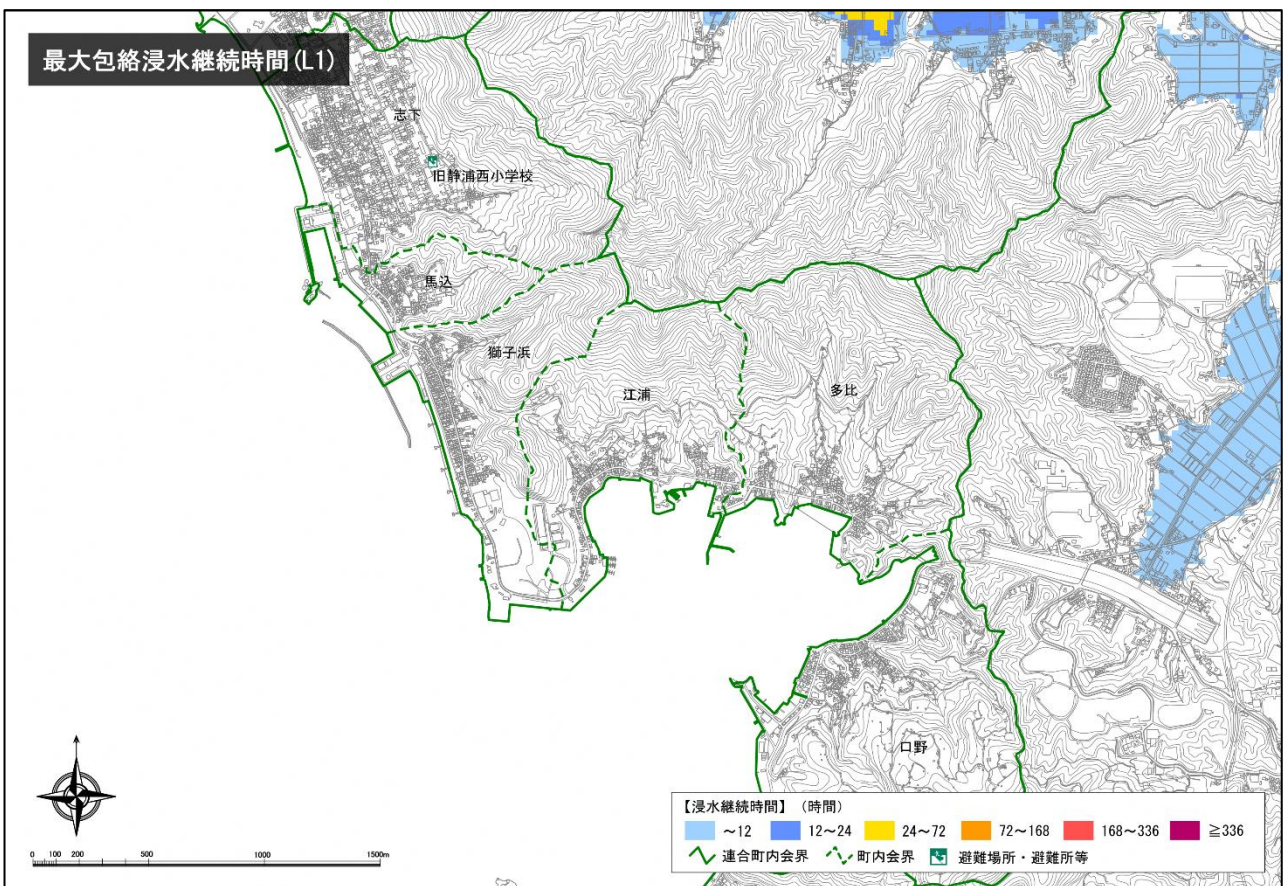 最大包絡浸水継続時間(L1)
志下
旧静浦西小学校
馬込
獅子浜
江浦
多比
口野
【浸水継続時間】 (時間)
~12 12~24 24~72 72~168 168~336 ≧336
連合町内会界 町内会界 避難場所・避難所等
0 100 200 500 1000 1500m